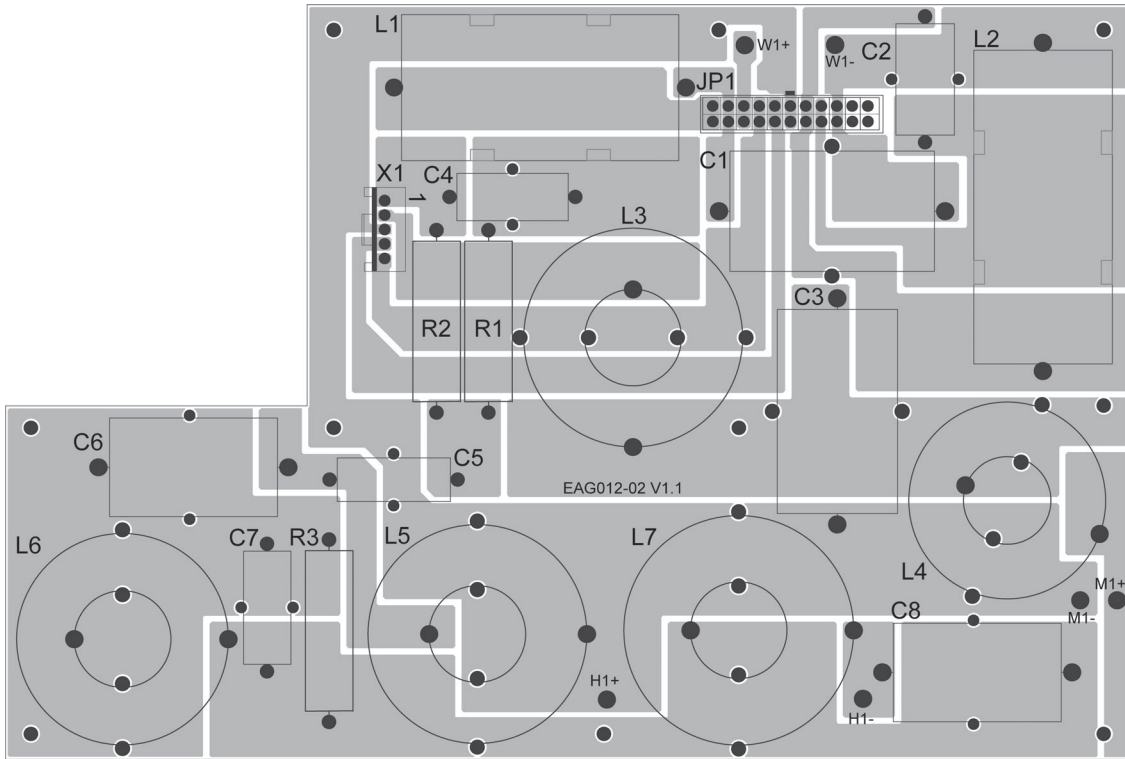 L1
W1+
W1-
C2
L2
JP1
X1
1
C4
C1
L3
C3
R2
R1
C6
C5
EAG012-02 V1.1
L6
C7
R3
L5
L7
L4
M1+
M1-
C8
H1+
H1-